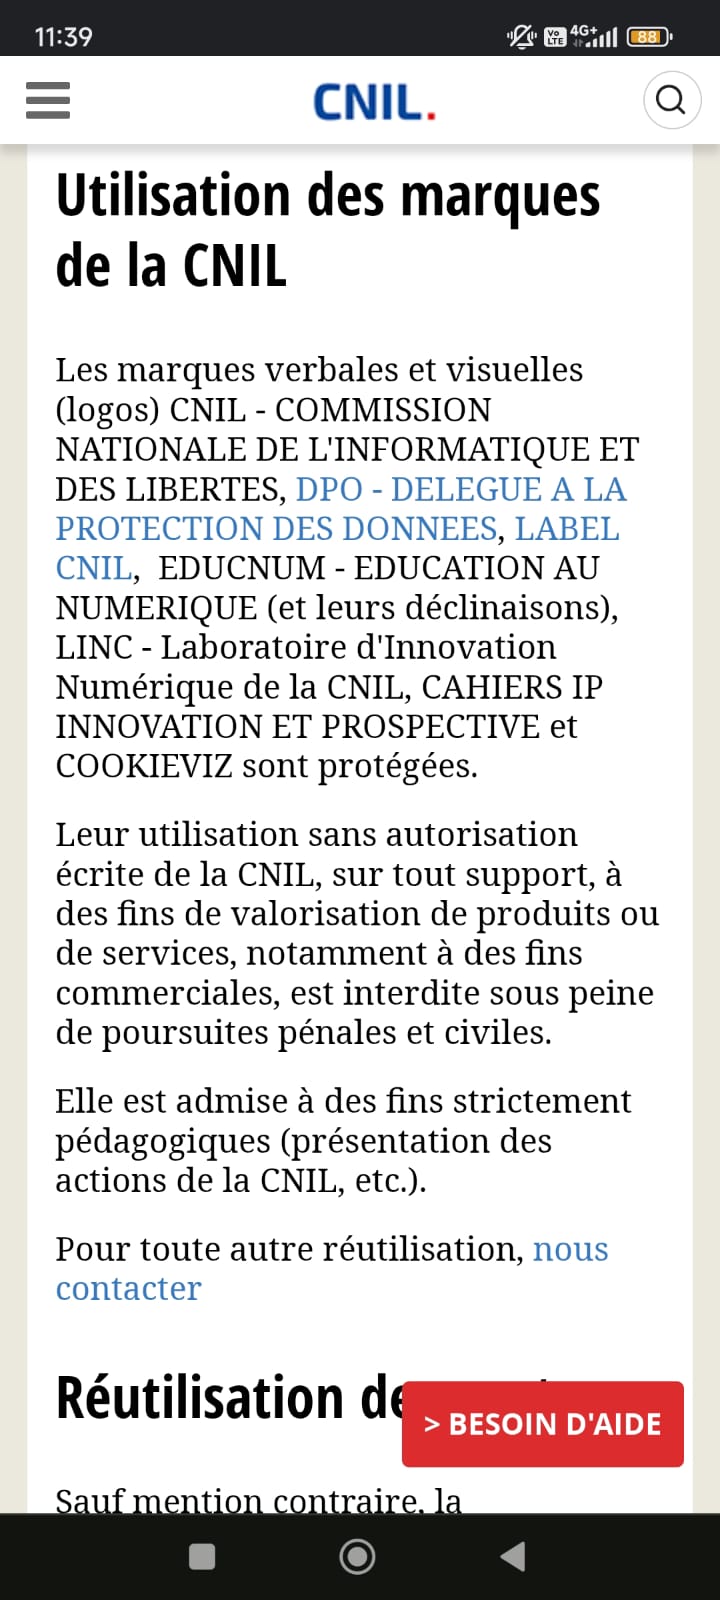 11:39
Vo LTE 4G+ 88
CNIL.
Utilisation des marques
de la CNIL
Les marques verbales et visuelles
(logos) CNIL - COMMISSION
NATIONALE DE L'INFORMATIQUE ET
DES LIBERTES, DPO - DELEGUE A LA
PROTECTION DES DONNEES, LABEL
CNIL,  EDUCNUM - EDUCATION AU
NUMERIQUE (et leurs déclinaisons),
LINC - Laboratoire d'Innovation
Numérique de la CNIL, CAHIERS IP
INNOVATION ET PROSPECTIVE et
COOKIEVIZ sont protégées.
Leur utilisation sans autorisation
écrite de la CNIL, sur tout support, à
des fins de valorisation de produits ou
de services, notamment à des fins
commerciales, est interdite sous peine
de poursuites pénales et civiles.
Elle est admise à des fins strictement
pédagogiques (présentation des
actions de la CNIL, etc.).
Pour toute autre réutilisation, nous
contacter
Réutilisation de
> BESOIN D'AIDE
Sauf mention contraire, la